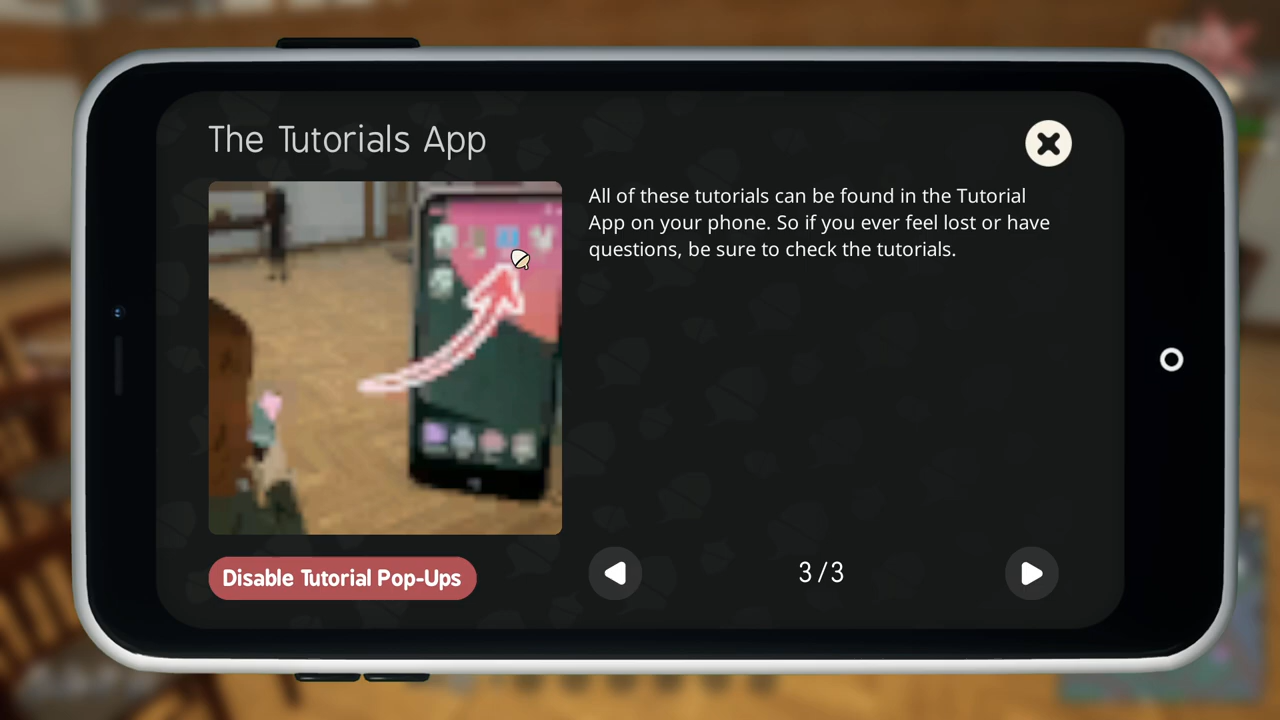 The Tutorials App
All of these tutorials can be found in the Tutorial
App on your phone. So if you ever feel lost or have
questions, be sure to check the tutorials.
Disable Tutorial Pop-Ups
3/3